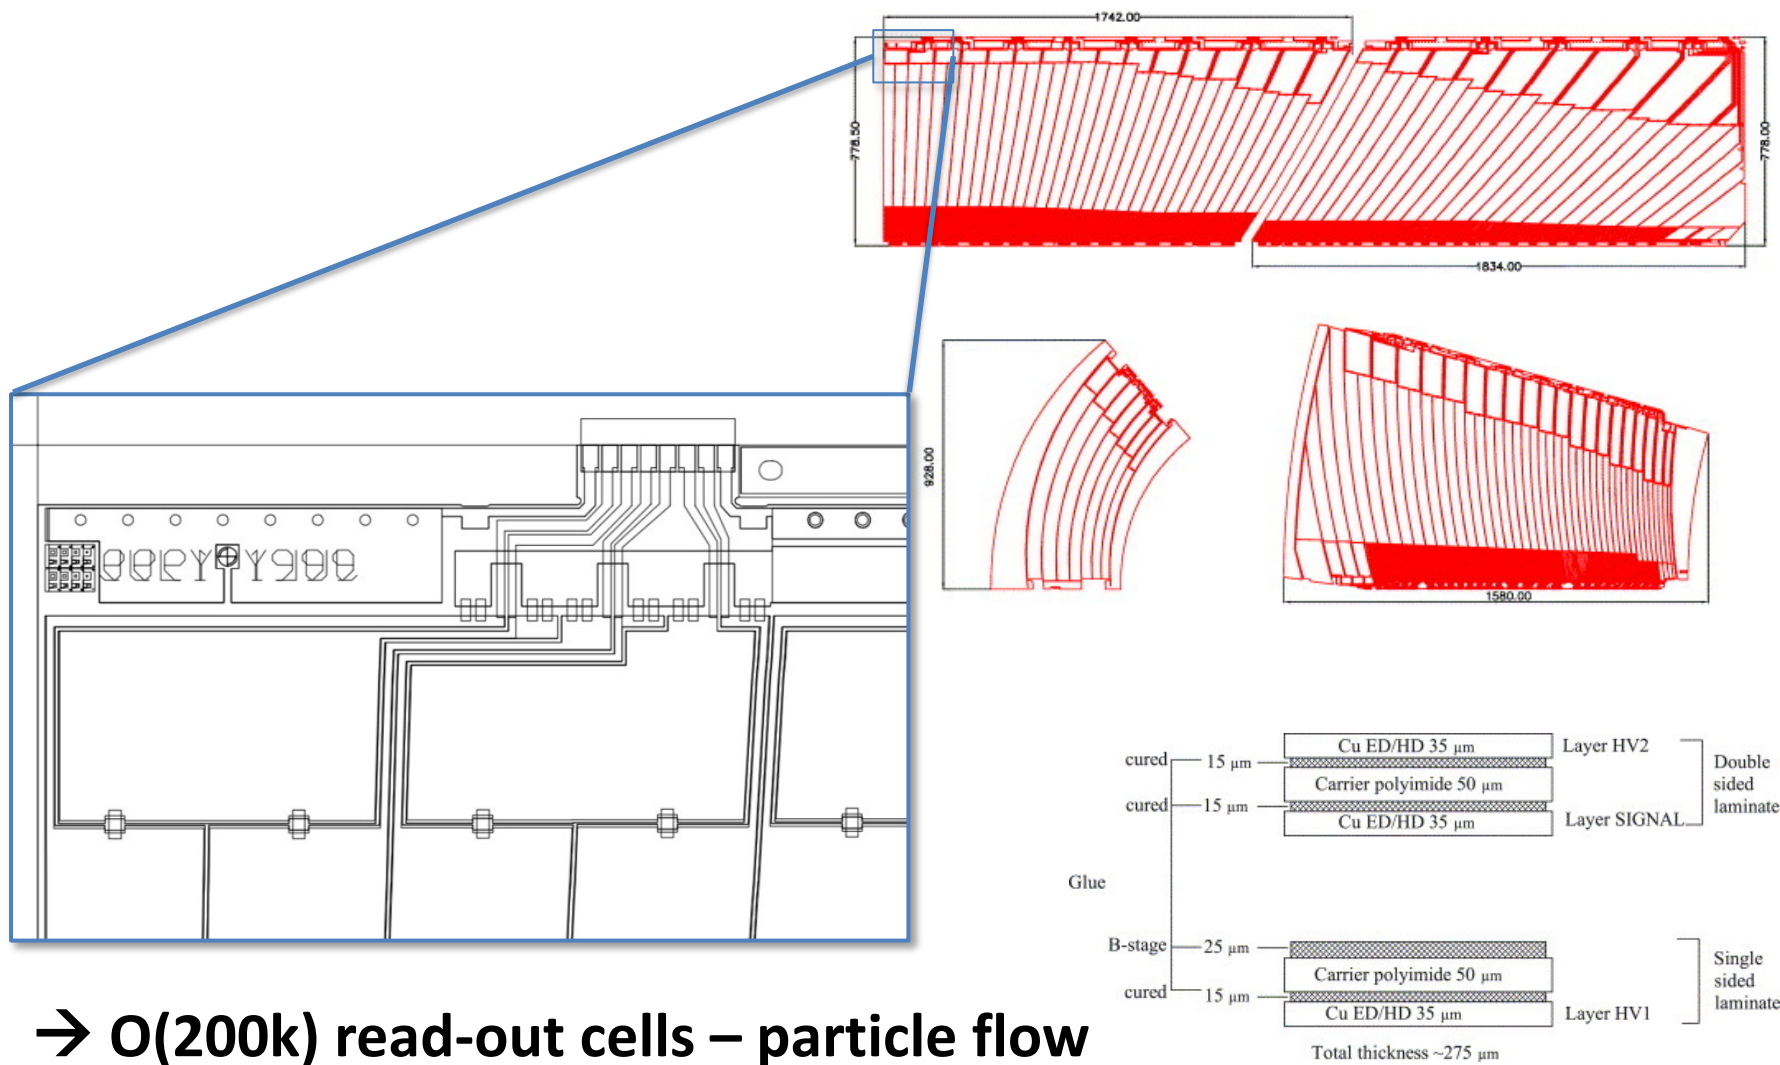 1742.00
778.50
778.00
1834.00
928.00
1580.00
Cu ED/HD 35 µm
Layer HV2
cured
15 µm
Carrier polyimide 50 µm
Double
sided
laminate
cured
15 µm
Cu ED/HD 35 µm
Layer SIGNAL
Glue
B-stage
25 µm
Carrier polyimide 50 µm
Single
sided
laminate
cured
15 µm
Cu ED/HD 35 µm
Layer HV1
Total thickness ~275 µm
→ O(200k) read-out cells – particle flow